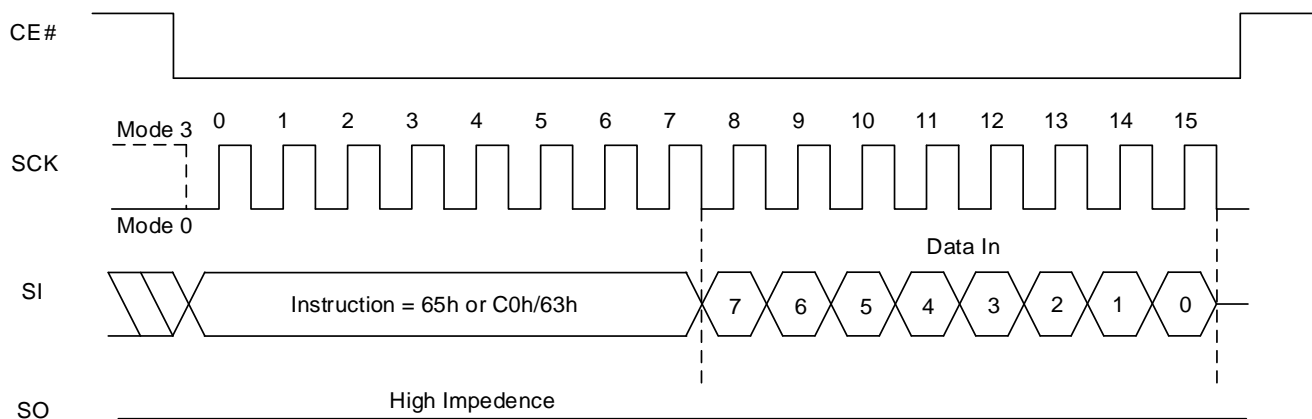 CE#
0 1 2 3 4 5 6 7 8 9 10 11 12 13 14 15
Mode 3
SCK
Mode 0
Data In
SI
Instruction = 65h or C0h/63h
7 6 5 4 3 2 1 0
High Impedence
SO